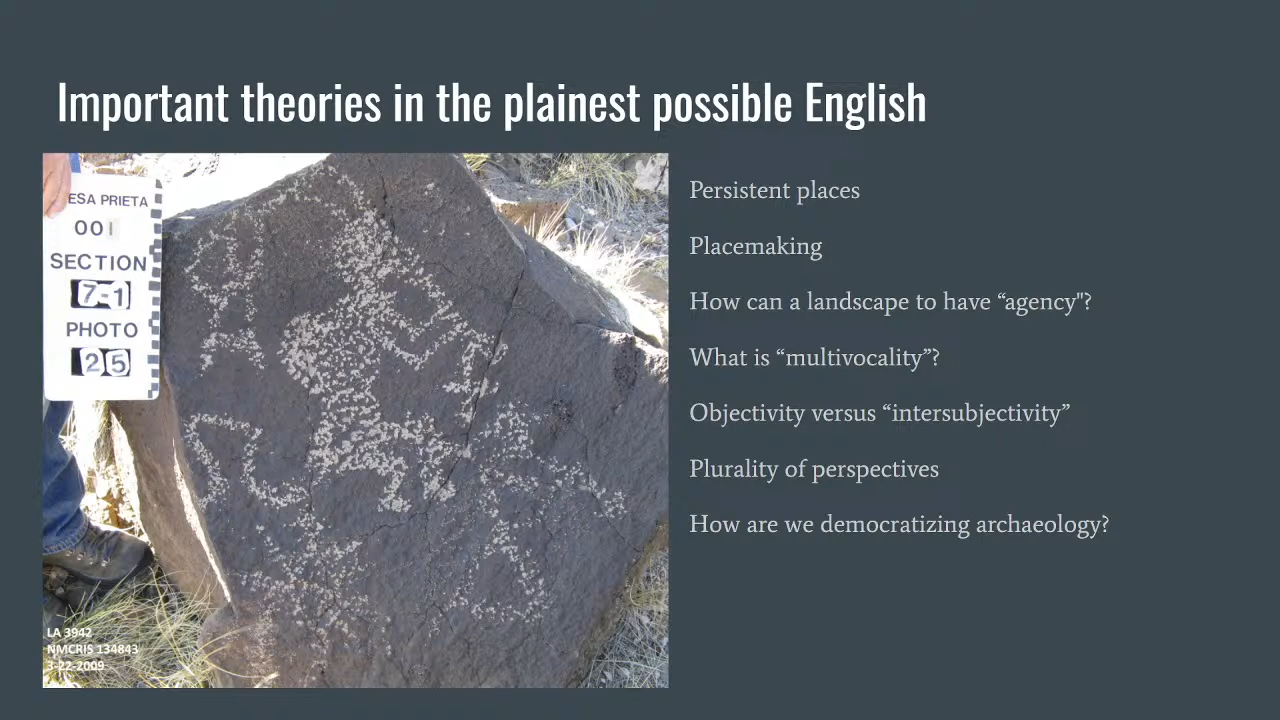 Important theories in the plainest possible English
ESA PRIETA
001
SECTION
7-1
PHOTO
25
LA 3942
NMCRIS 134843
3-22-2009
Persistent places
Placemaking
How can a landscape to have “agency"?
What is “multivocality”?
Objectivity versus “intersubjectivity”
Plurality of perspectives
How are we democratizing archaeology?